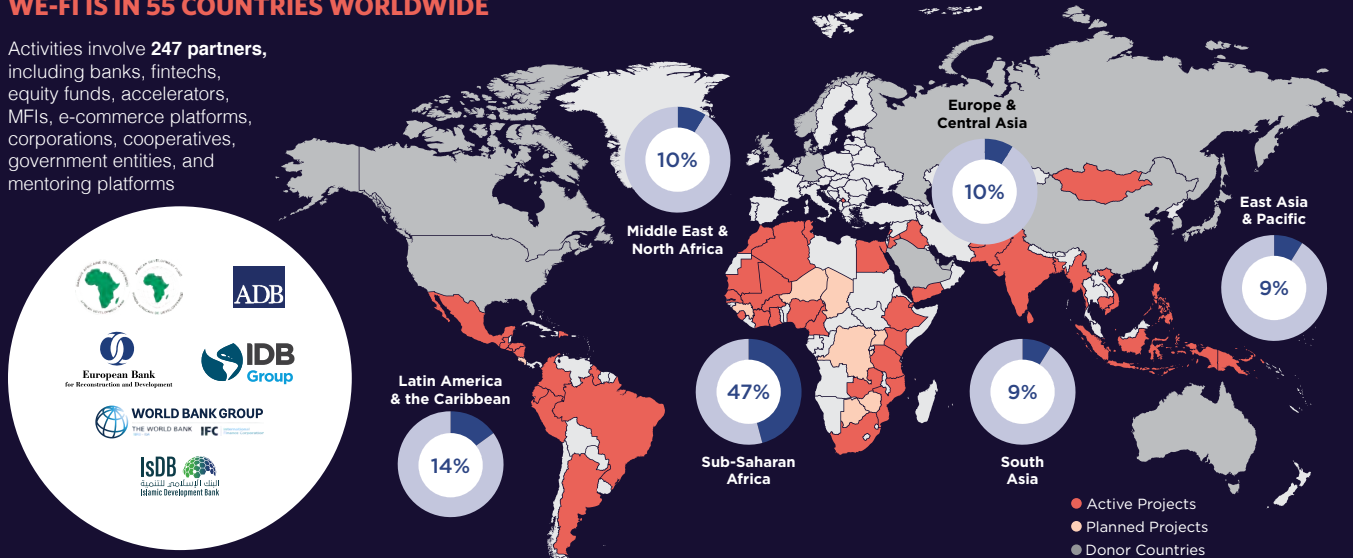 WE-FI IS IN 55 COUNTRIES WORLDWIDE
Activities involve 247 partners,
including banks, fintechs,
equity funds, accelerators,
MFIs, e-commerce platforms,
corporations, cooperatives,
government entities, and
mentoring platforms
ADB
European Bank
for Reconstruction and Development
IDB
Group
WORLD BANK GROUP
THE WORLD BANK
IFC
IsDB
البنك الإسلامي للتنمية
Islamic Development Bank
10%
Middle East &
North Africa
Europe &
Central Asia
10%
East Asia
& Pacific
9%
Latin America
& the Caribbean
14%
47%
Sub-Saharan
Africa
9%
South
Asia
Active Projects
Planned Projects
Donor Countries